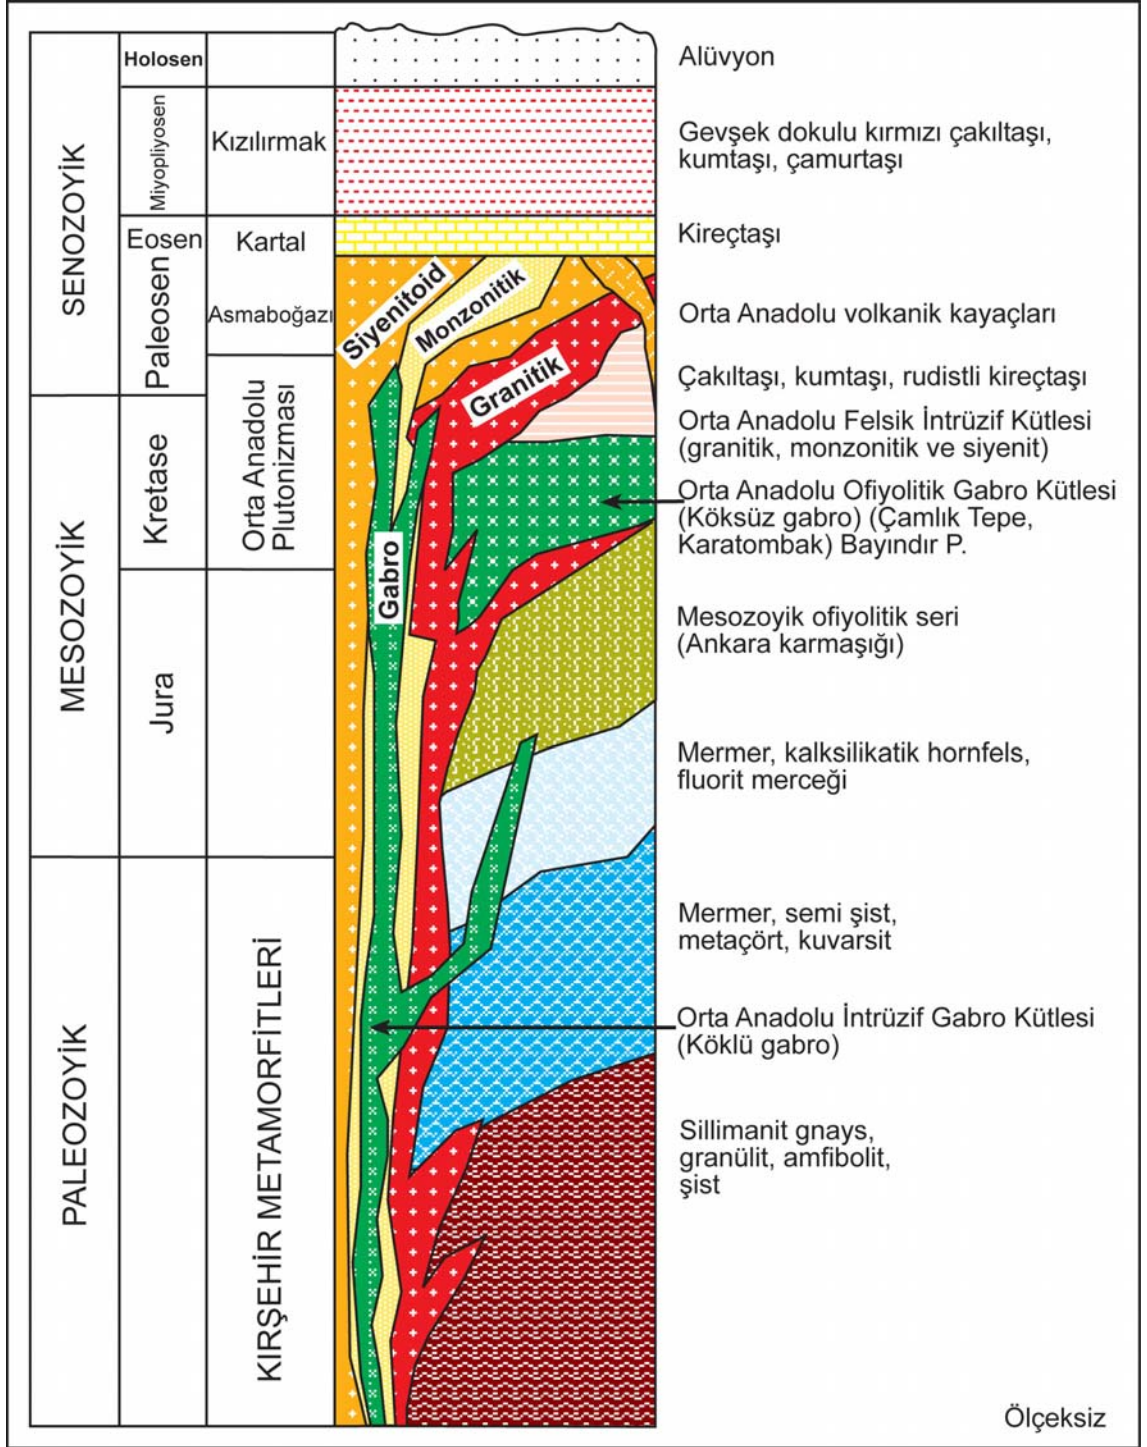 SENOZOYİK
MESOZOYİK
PALEOZOYİK
Holosen
Miyopliyosen
Eosen
Paleosen
Kretase
Jura
Kızılırmak
Kartal
Asmaboğazı
Orta Anadolu
Plutonizması
KIRŞEHİR METAMORFİTLERİ
Siyenitoid
Monzonitik
Granitik
Gabro
Alüvyon
Gevşek dokulu kırmızı çakıltaşı,
kumtaşı, çamurtaşı
Kireçtaşı
Orta Anadolu volkanik kayaçları
Çakıltaşı, kumtaşı, rudistli kireçtaşı
Orta Anadolu Felsik İntrüzif Kütlesi
(granitik, monzonitik ve siyenit)
Orta Anadolu Ofiyolitik Gabro Kütlesi
(Köksüz gabro) (Çamlık Tepe,
Karatombak) Bayındır P.
Mesozoyik ofiyolitik seri
(Ankara karmaşığı)
Mermer, kalksilikatik hornfels,
fluorit merceği
Mermer, semi şist,
metaçört, kuvarsit
Orta Anadolu İntrüzif Gabro Kütlesi
(Köklü gabro)
Sillimanit gnays,
granülit, amfibolit,
şist
Ölçeksiz